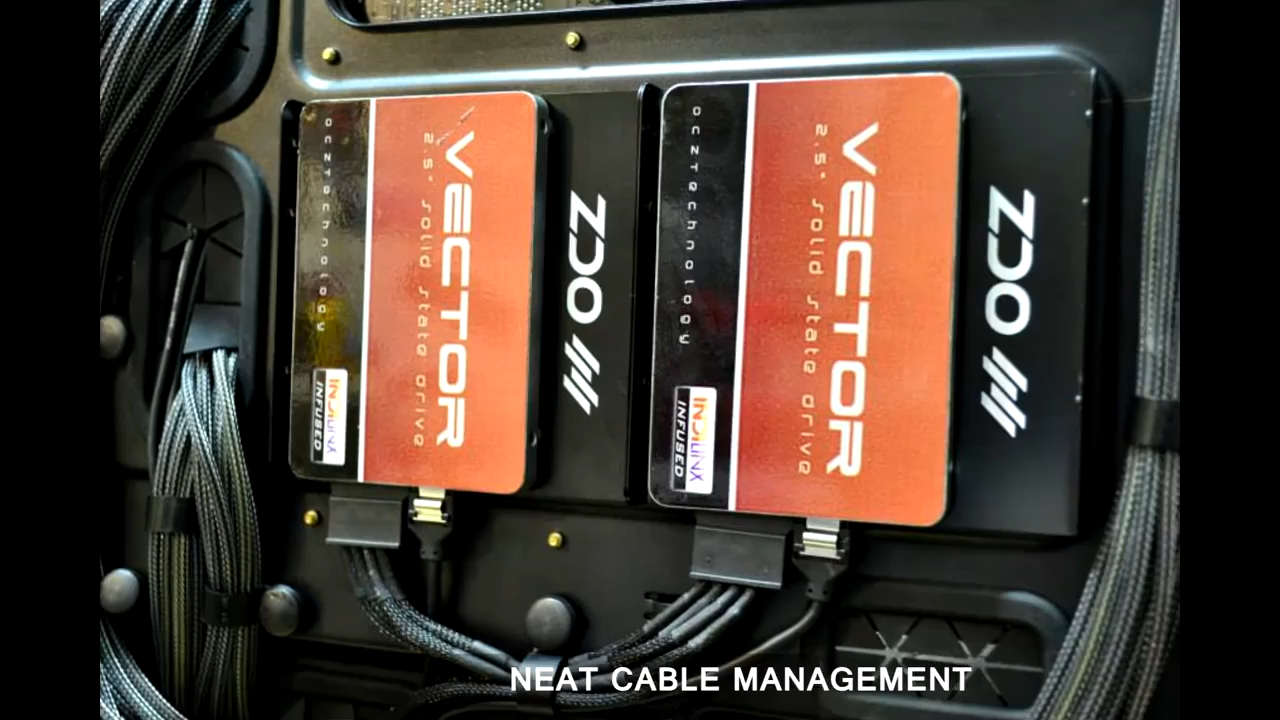 OCZTechnology
VECTOR
2.5" solid state drive
INDILINX
INFUSED
OCZ
OCZTechnology
VECTOR
2.5" solid state drive
INDILINX
INFUSED
OCZ
NEAT CABLE MANAGEMENT